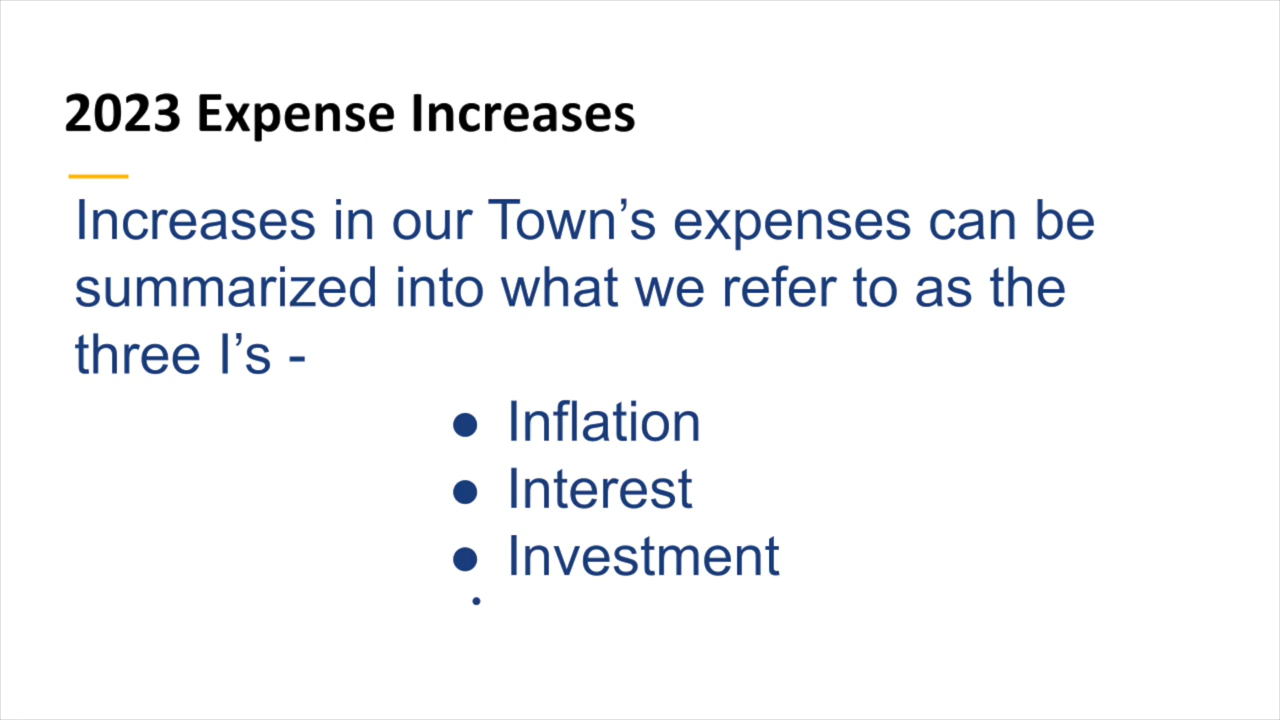 2023 Expense Increases
Increases in our Town’s expenses can be
summarized into what we refer to as the
three I’s -
● Inflation
● Interest
● Investment
•